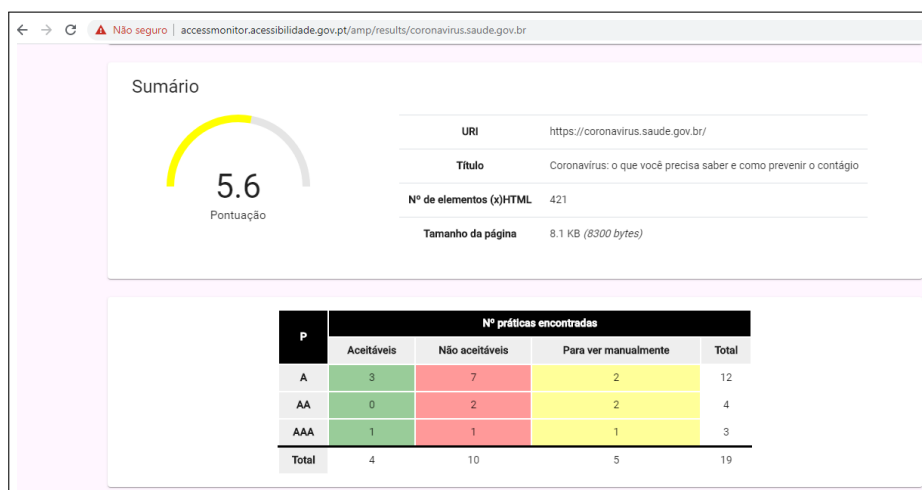 Não seguro | accessmonitor.acessibilidade.gov.pt/amp/results/coronavirus.saude.gov.br
Sumário
5.6
Pontuação
URI https://coronavirus.saude.gov.br/
Título Coronavírus: o que você precisa saber e como prevenir o contágio
Nº de elementos (x)HTML 421
Tamanho da página 8.1 KB (8300 bytes)
P Nº práticas encontradas
Aceitáveis Não aceitáveis Para ver manualmente Total
A 3 7 2 12
AA 0 2 2 4
AAA 1 1 1 3
Total 4 10 5 19